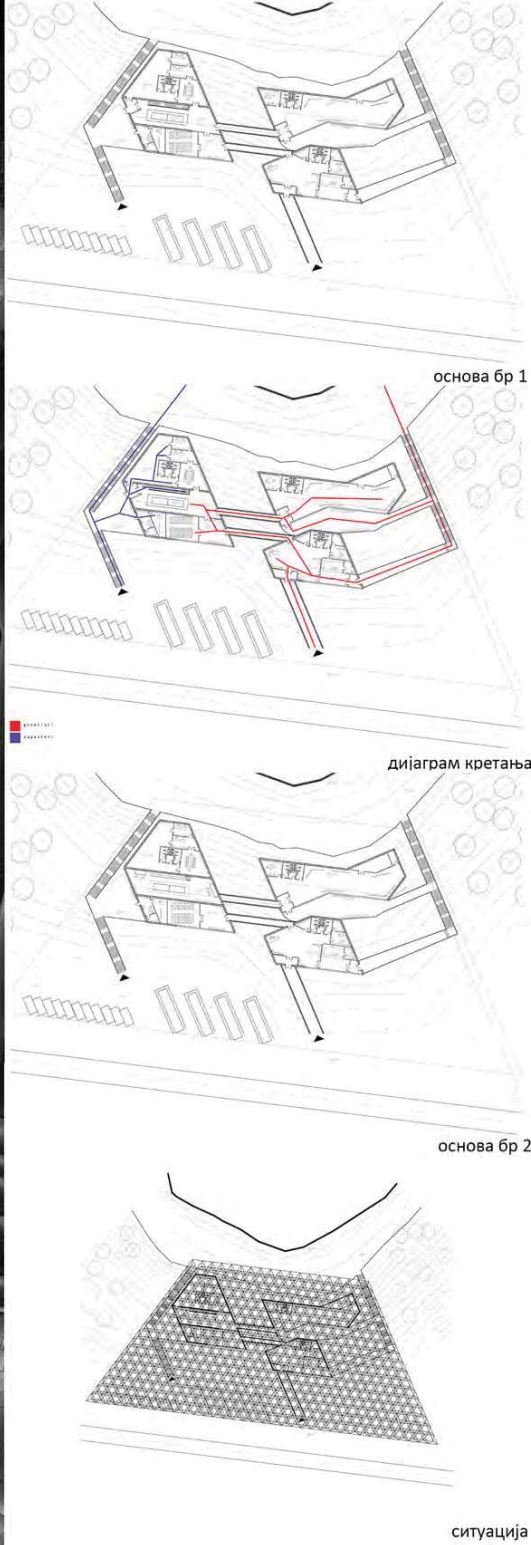 основа бр 1
дијаграм кретања
основа бр 2
ситуација